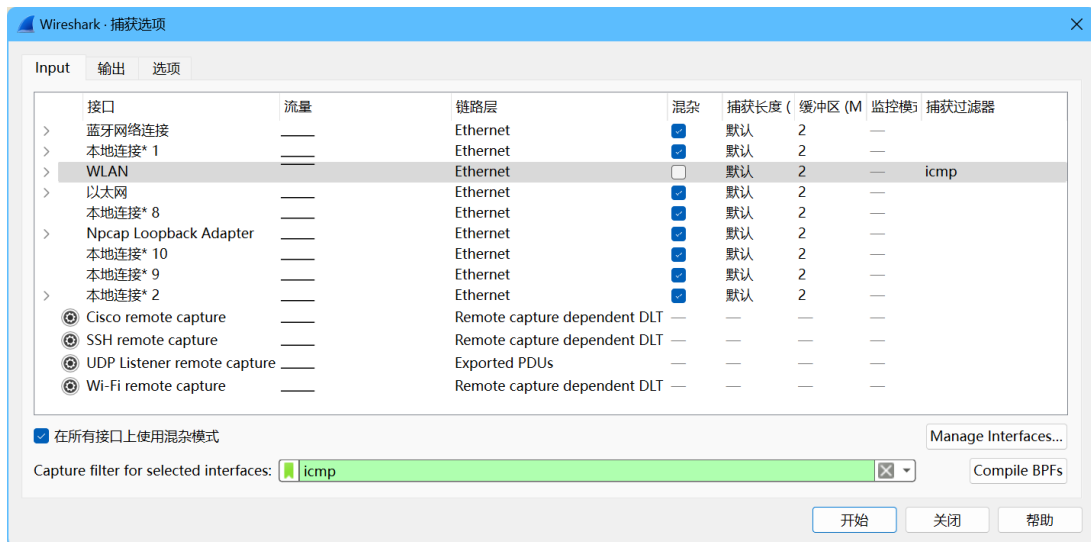 Wireshark · 捕获选项
Input 输出 选项
接口 流量 链路层 混杂 捕获长度 ( 缓冲区 (M 监控模式 捕获过滤器
蓝牙网络连接 Ethernet 默认 2 —
本地连接* 1 Ethernet 默认 2 —
WLAN Ethernet 默认 2 — icmp
以太网 Ethernet 默认 2 —
本地连接* 8 Ethernet 默认 2 —
Npcap Loopback Adapter Ethernet 默认 2 —
本地连接* 10 Ethernet 默认 2 —
本地连接* 9 Ethernet 默认 2 —
本地连接* 2 Ethernet 默认 2 —
Cisco remote capture Remote capture dependent DLT — — — —
SSH remote capture Remote capture dependent DLT — — — —
UDP Listener remote capture Exported PDUs — — — —
Wi-Fi remote capture Remote capture dependent DLT — — — —
在所有接口上使用混杂模式 Manage Interfaces...
Capture filter for selected interfaces: icmp Compile BPFs
开始 关闭 帮助